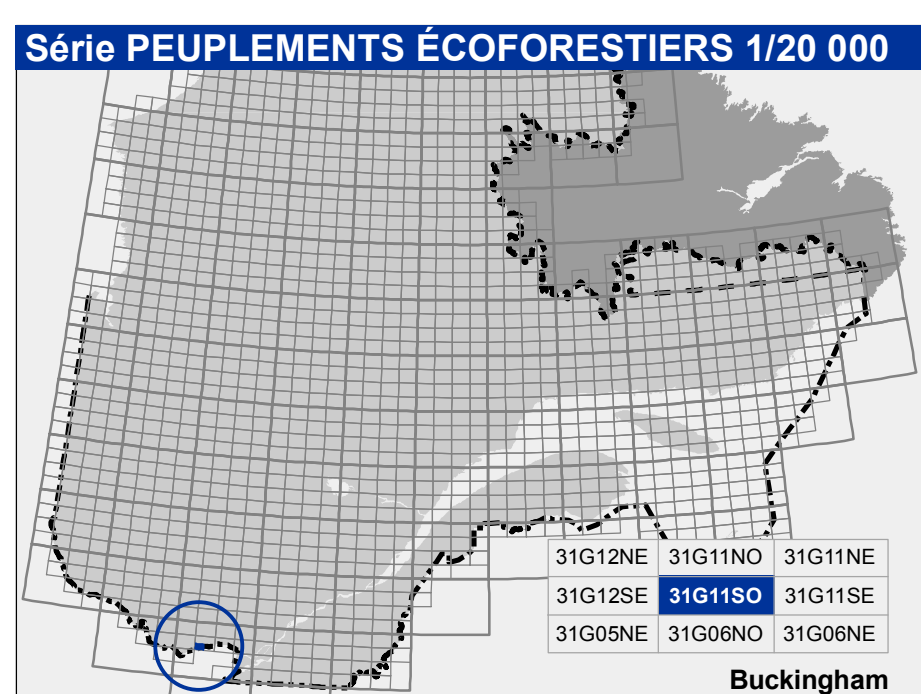 Série PEUPLEMENTS ÉCOFORESTIERS 1/20 000
31G12NE 31G11NO 31G11NE
31G12SE 31G11SO 31G11SE
31G05NE 31G06NO 31G06NE
Buckingham